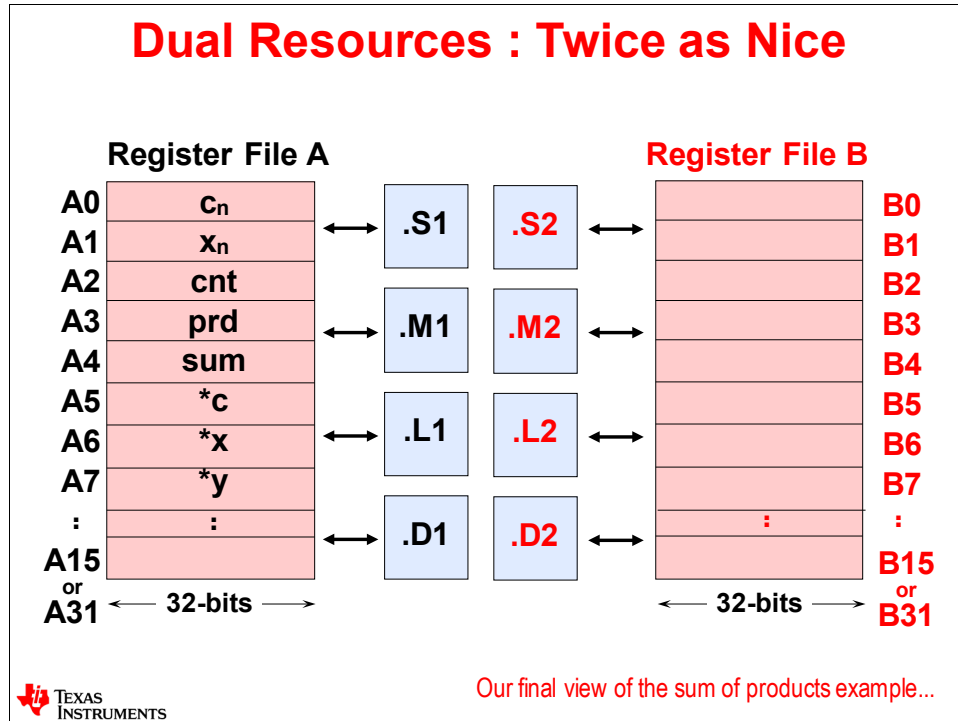 Dual Resources : Twice as Nice
Register File A
Register File B
A0 cₙ .S1 .S2 B0
A1 xₙ B1
A2 cnt B2
A3 prd .M1 .M2 B3
A4 sum B4
A5 *c B5
A6 *x .L1 .L2 B6
A7 *y B7
: : : :
A15 .D1 .D2 B15
or or
A31 32-bits 32-bits B31
TEXAS
INSTRUMENTS
Our final view of the sum of products example...